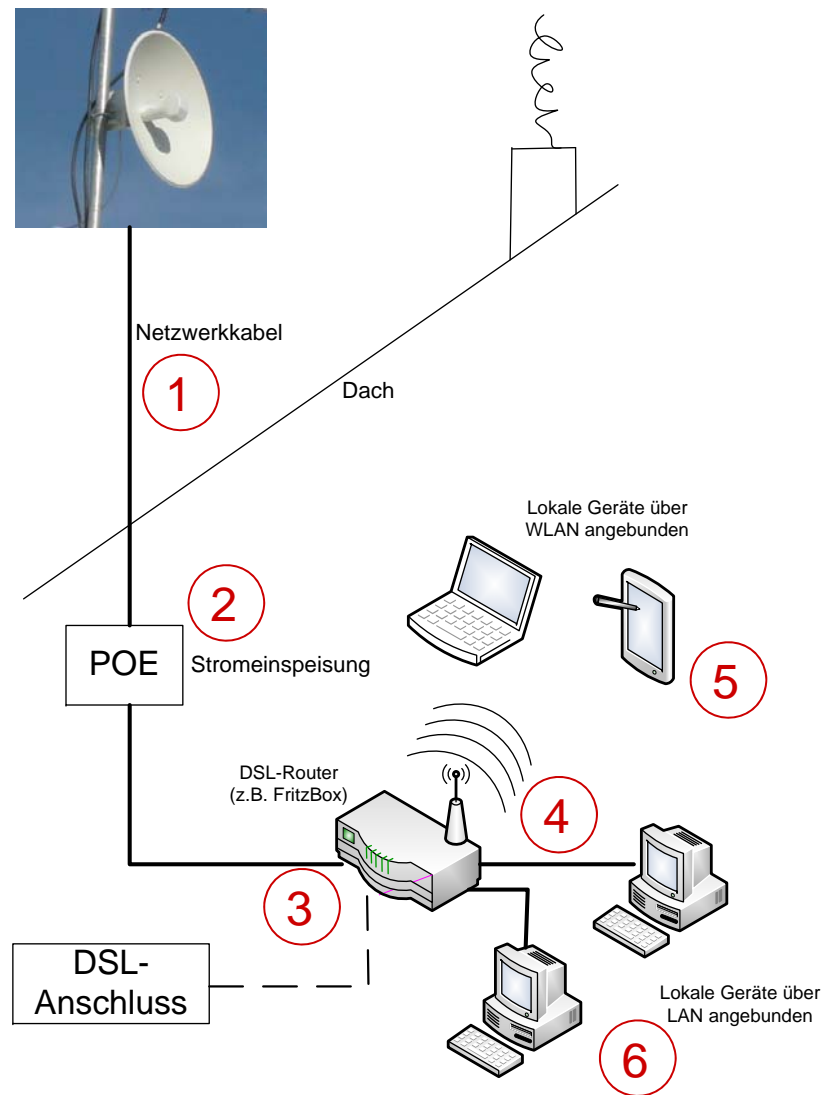 Netzwerkkabel
1
Dach
Lokale Geräte über
WLAN angebunden
2
POE
Stromeinspeisung
5
DSL-Router
(z.B. FritzBox)
4
3
DSL-
Anschluss
Lokale Geräte über
LAN angebunden
6